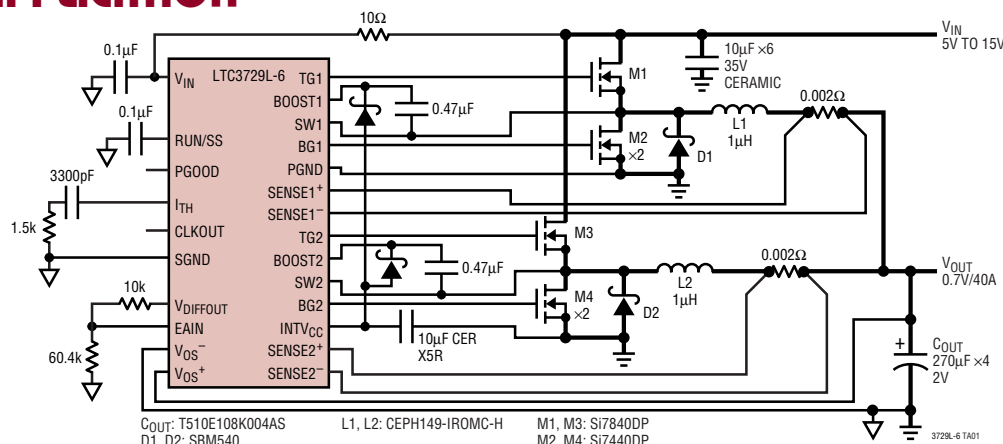 10Ω
VIN
5V TO 15V
0.1µF
VIN
LTC3729L-6
TG1
M1
10µF ×6
35V
CERAMIC
BOOST1
0.47µF
0.002Ω
SW1
0.1µF
RUN/SS
BG1
M2
×2
D1
L1
1µH
PGOOD
PGND
3300pF
SENSE1+
ITH
SENSE1−
1.5k
CLKOUT
TG2
M3
SGND
BOOST2
0.47µF
0.002Ω
VOUT
0.7V/40A
SW2
L2
1µH
10k
VDIFFOUT
BG2
M4
×2
D2
EAIN
INTVCC
10µF CER
X5R
60.4k
VOS−
SENSE2+
VOS+
SENSE2−
+
COUT
270µF ×4
2V
COUT: T510E108K004AS
L1, L2: CEPH149-IROMC-H
M1, M3: Si7840DP
D1, D2: SBM540
M2, M4: Si7440DP
3729L-6 TA01